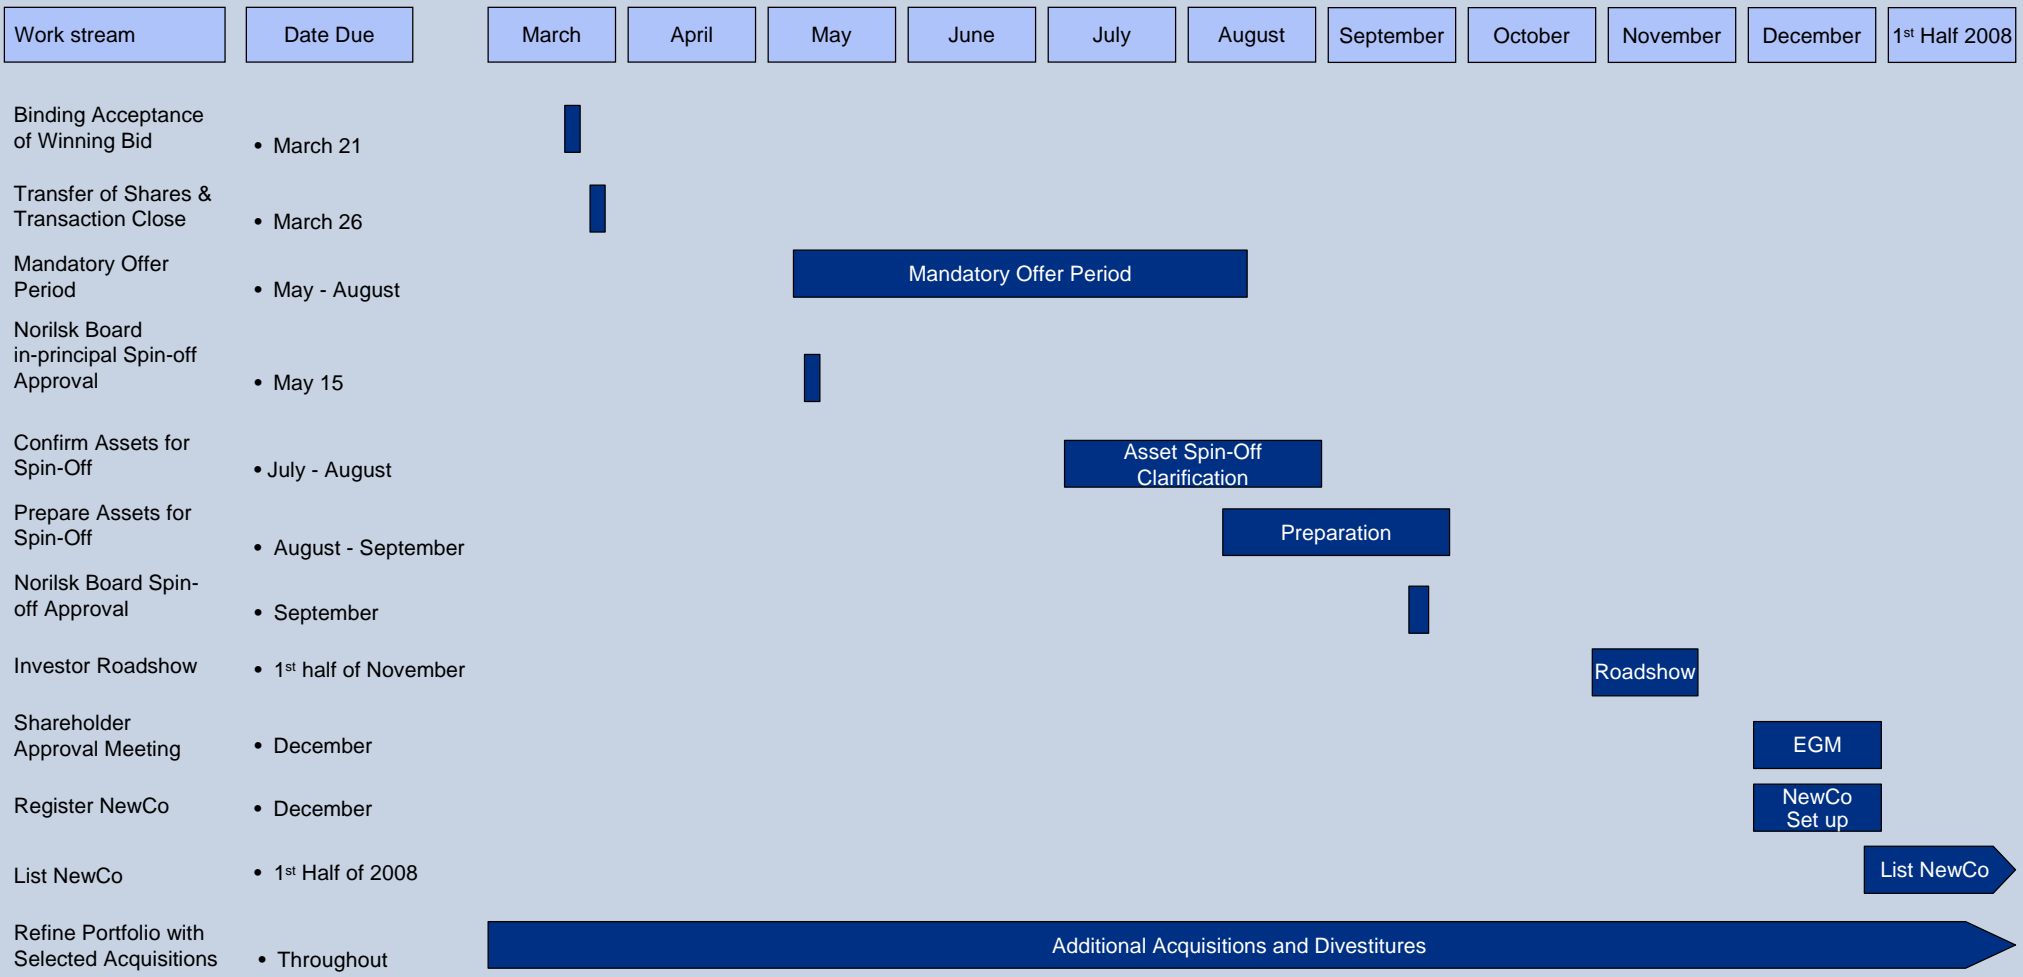 Work stream
Date Due
March
April
May
June
July
August
September
October
November
December
1st Half 2008
Binding Acceptance
of Winning Bid
• March 21
Transfer of Shares &
Transaction Close
• March 26
Mandatory Offer
Period
• May - August
Mandatory Offer Period
Norilsk Board
in-principal Spin-off
Approval
• May 15
Confirm Assets for
Spin-Off
• July - August
Asset Spin-Off
Clarification
Prepare Assets for
Spin-Off
• August - September
Preparation
Norilsk Board Spin-
off Approval
• September
Investor Roadshow
• 1st half of November
Roadshow
Shareholder
Approval Meeting
• December
EGM
Register NewCo
• December
NewCo
Set up
List NewCo
• 1st Half of 2008
List NewCo
Refine Portfolio with
Selected Acquisitions
• Throughout
Additional Acquisitions and Divestitures